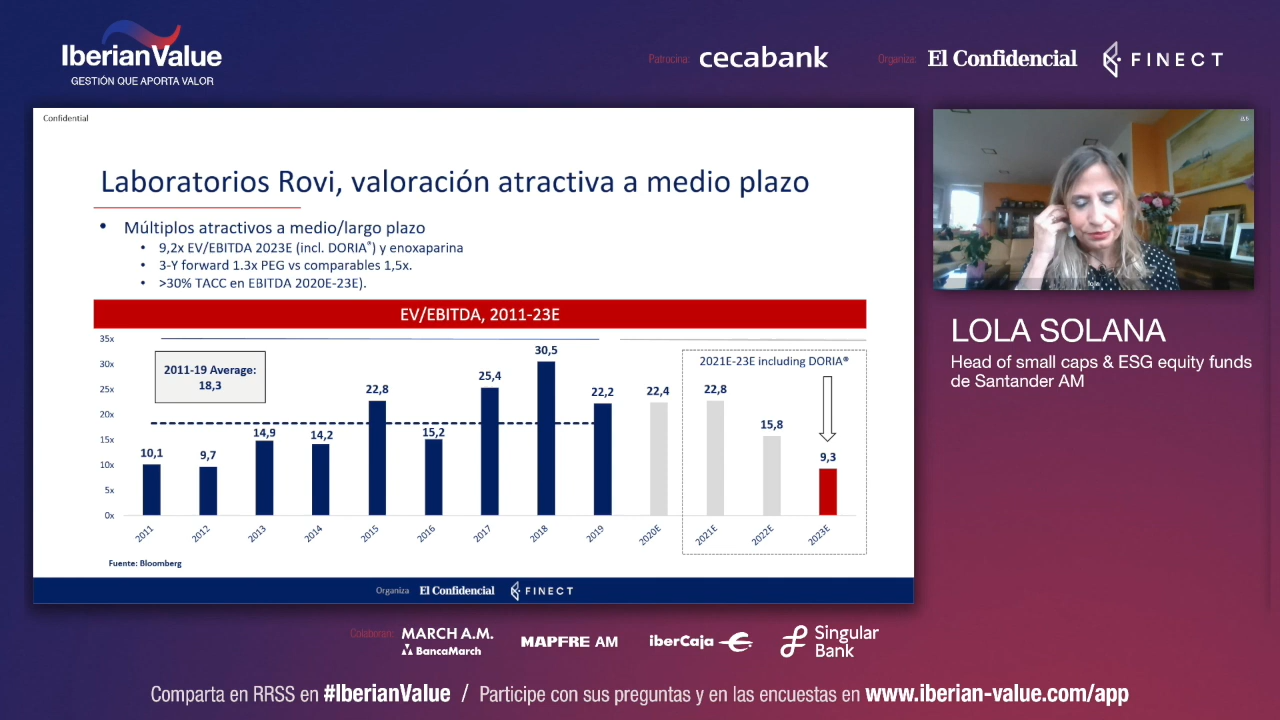 IberianValue
GESTIÓN QUE APORTA VALOR
Patrocina: cecabank
Organiza: El Confidencial FINECT
Confidential
Laboratorios Rovi, valoración atractiva a medio plazo
• Múltiplos atractivos a medio/largo plazo
• 9,2x EV/EBITDA 2023E (incl. DORIA®) y enoxaparina
• 3-Y forward 1.3x PEG vs comparables 1,5x.
• >30% TACC en EBITDA 2020E-23E).
EV/EBITDA, 2011-23E
35x
30x
25x
20x
15x
10x
5x
0x
2011-19 Average:
18,3
2021E-23E including DORIA®
10,1
9,7
14,9
14,2
22,8
15,2
25,4
30,5
22,2
22,4
22,8
15,8
9,3
2011
2012
2013
2014
2015
2016
2017
2018
2019
2020E
2021E
2022E
2023E
Fuente: Bloomberg
Organiza El Confidencial FINECT
lola
LOLA SOLANA
Head of small caps & ESG equity funds
de Santander AM
Colaboran: MARCH A.M.
BancaMarch
MAPFRE AM
iberCaja
Singular
Bank
Comparta en RRSS en #IberianValue / Participe con sus preguntas y en las encuestas en www.iberian-value.com/app